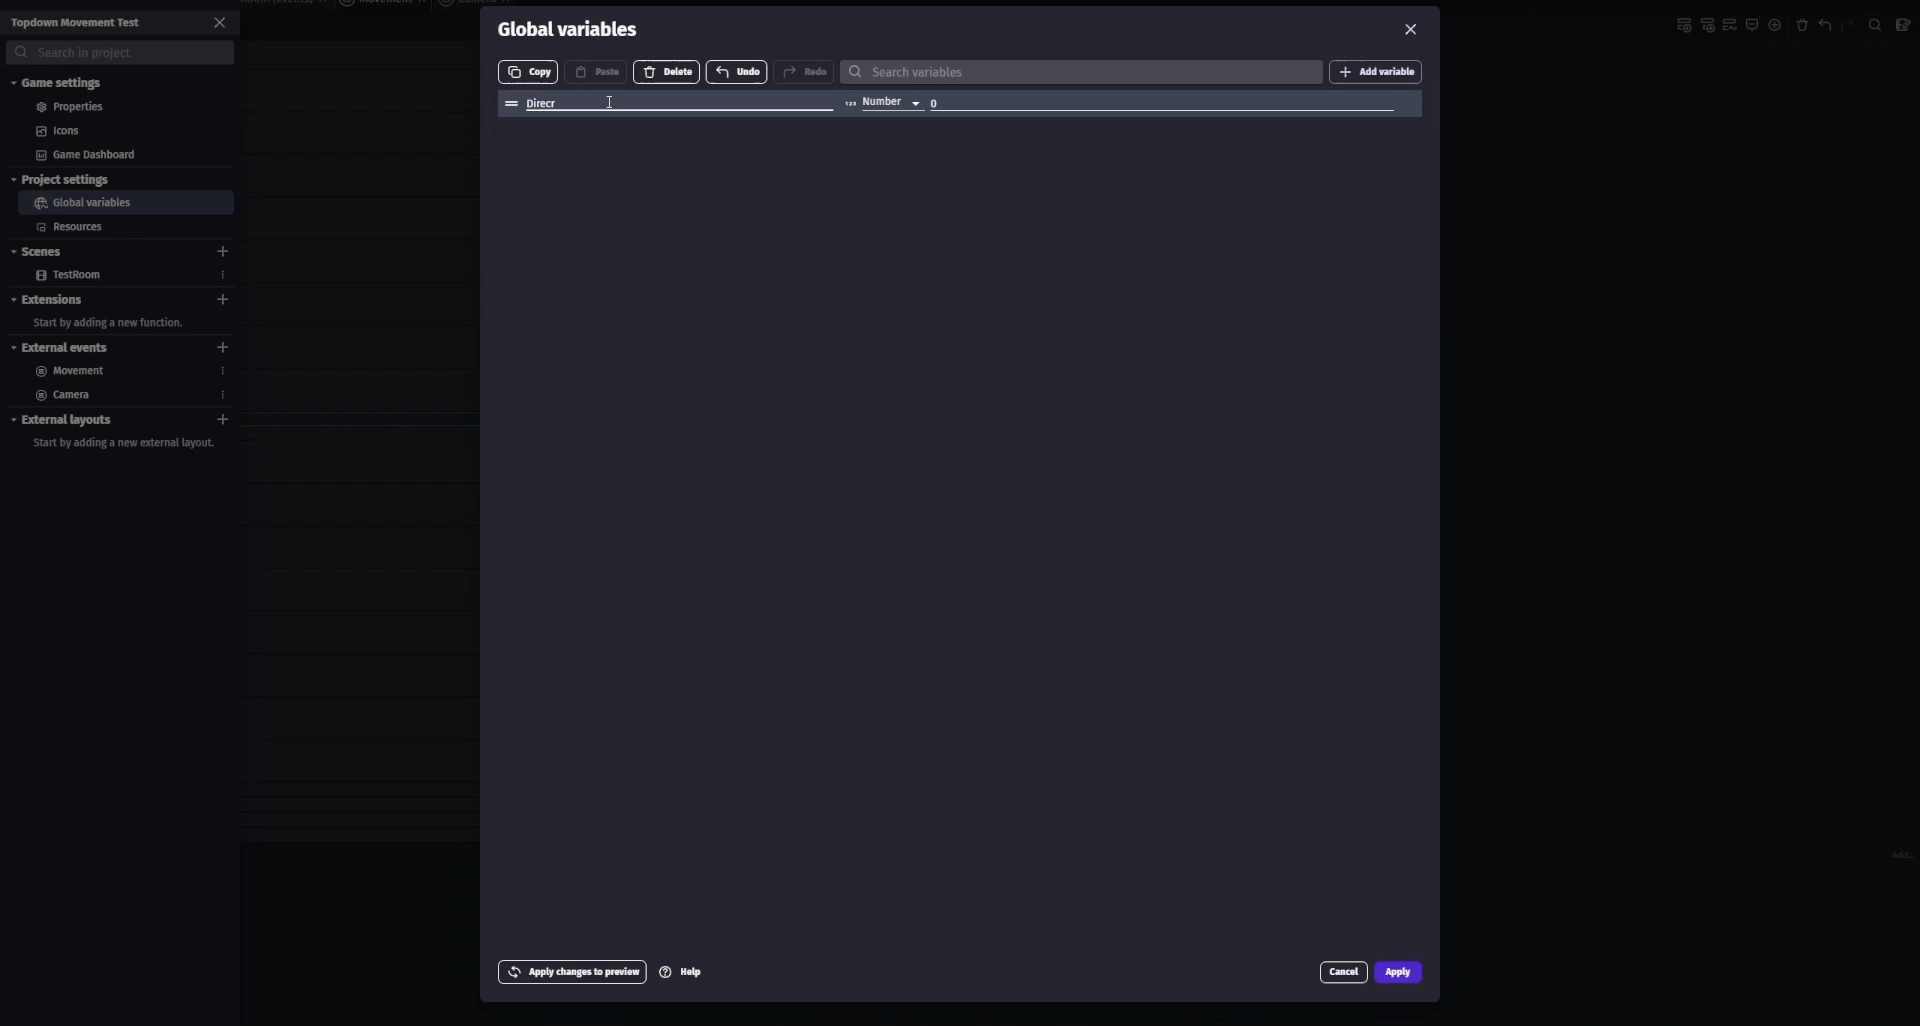 Topdown Movement Test
Search in project
Game settings
Properties
Icons
Game Dashboard
Project settings
Global variables
Resources
Scenes
TestRoom
Extensions
Start by adding a new function.
External events
Movement
Camera
External layouts
Start by adding a new external layout.
Global variables
Copy
Paste
Delete
Undo
Redo
Search variables
Add variable
Direcr
123 Number
0
Apply changes to preview
Help
Cancel
Apply
Add...